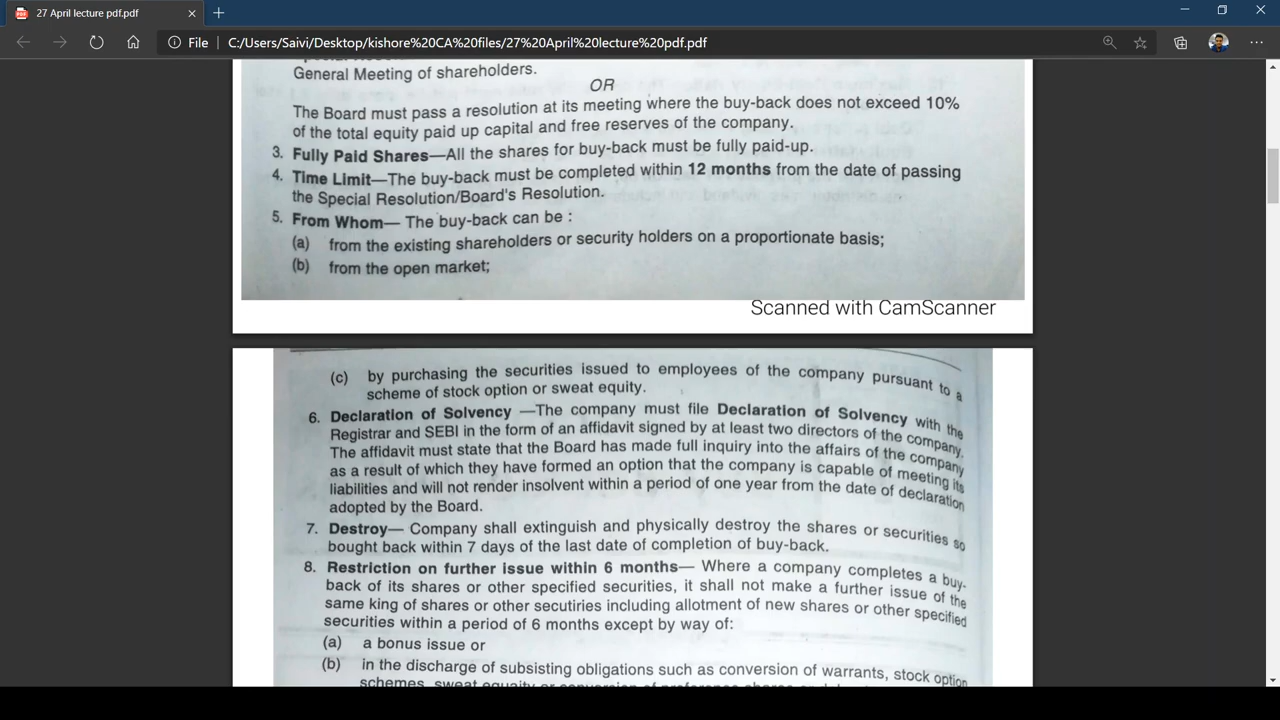 27 April lecture pdf.pdf
File
C:/Users/Saivi/Desktop/kishore%20CA%20files/27%20April%20lecture%20pdf.pdf
General Meeting of shareholders.
OR
The Board must pass a resolution at its meeting where the buy-back does not exceed 10%
of the total equity paid up capital and free reserves of the company.
3. Fully Paid Shares—All the shares for buy-back must be fully paid-up.
4. Time Limit—The buy-back must be completed within 12 months from the date of passing
the Special Resolution/Board's Resolution.
5. From Whom— The buy-back can be :
(a) from the existing shareholders or security holders on a proportionate basis;
(b) from the open market;
Scanned with CamScanner
(c) by purchasing the securities issued to employees of the company pursuant to a
scheme of stock option or sweat equity.
6. Declaration of Solvency —The company must file Declaration of Solvency with the
Registrar and SEBI in the form of an affidavit signed by at least two directors of the company.
The affidavit must state that the Board has made full inquiry into the affairs of the company
as a result of which they have formed an option that the company is capable of meeting its
liabilities and will not render insolvent within a period of one year from the date of declaration
adopted by the Board.
7. Destroy— Company shall extinguish and physically destroy the shares or securities so
bought back within 7 days of the last date of completion of buy-back.
8. Restriction on further issue within 6 months— Where a company completes a buy-
back of its shares or other specified securities, it shall not make a further issue of the
same king of shares or other secutiries including allotment of new shares or other specified
securities within a period of 6 months except by way of:
(a) a bonus issue or
(b) in the discharge of subsisting obligations such as conversion of warrants, stock option
schemes, sweat